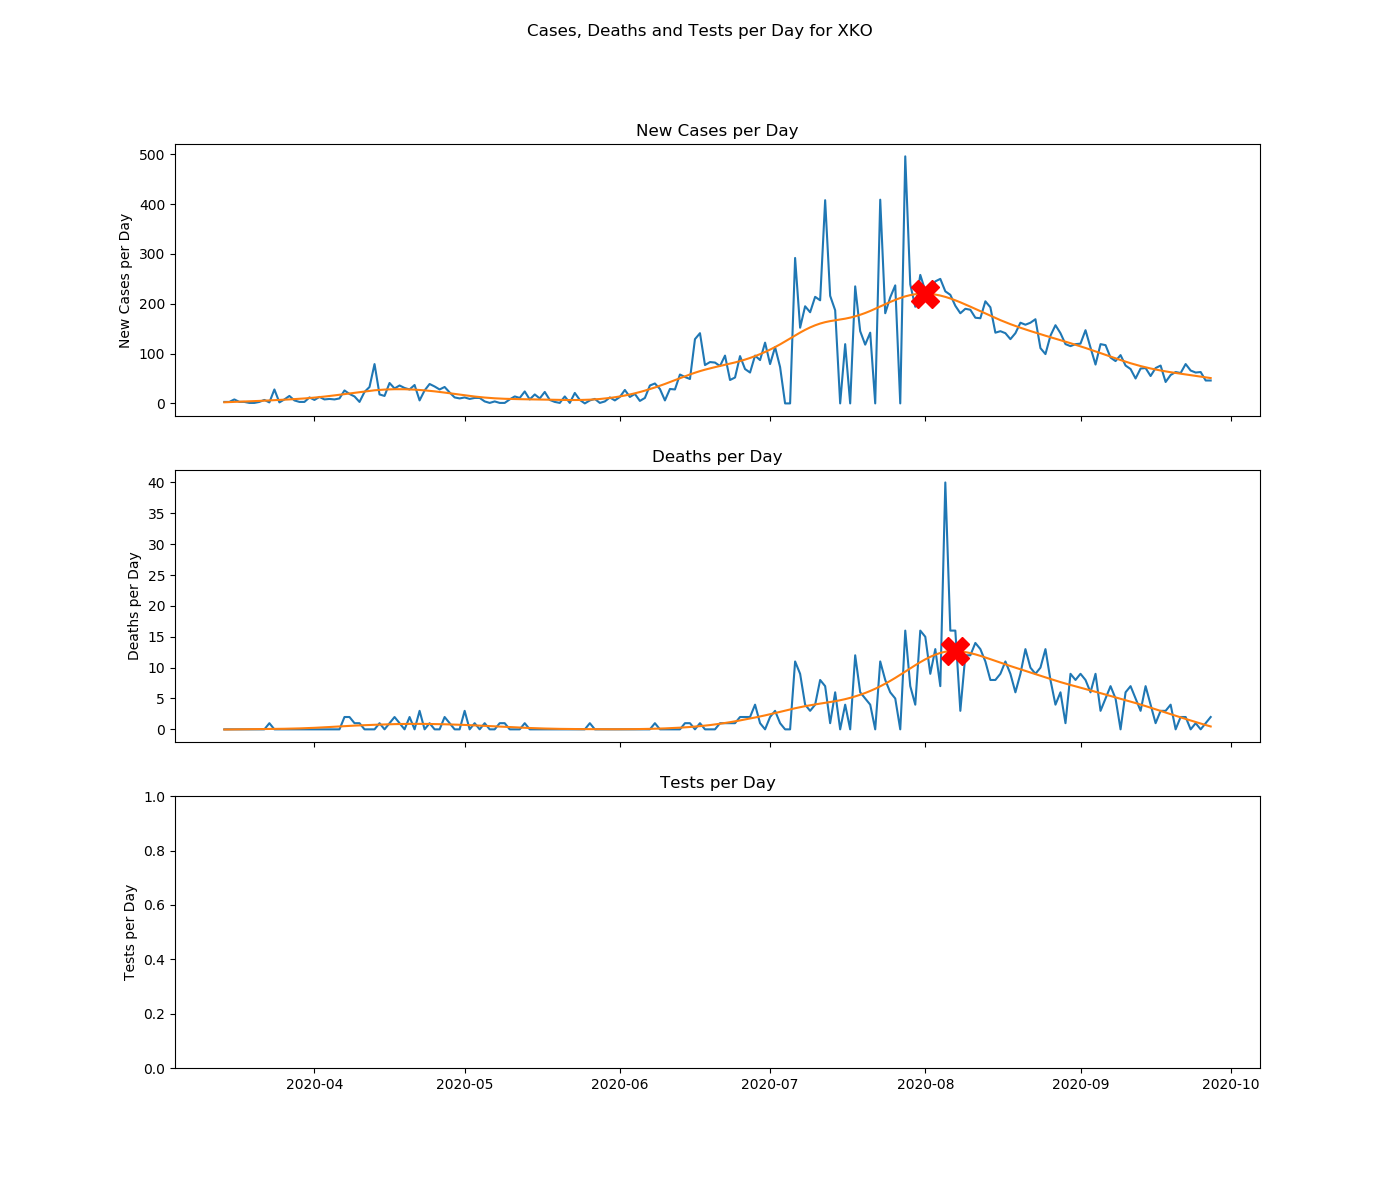 Cases, Deaths and Tests per Day for XKO
New Cases per Day
500
400
300
200
100
0
New Cases per Day
Deaths per Day
40
35
30
25
20
15
10
5
0
Deaths per Day
Tests per Day
1.0
0.8
0.6
0.4
0.2
0.0
Tests per Day
2020-04 2020-05 2020-06 2020-07 2020-08 2020-09 2020-10